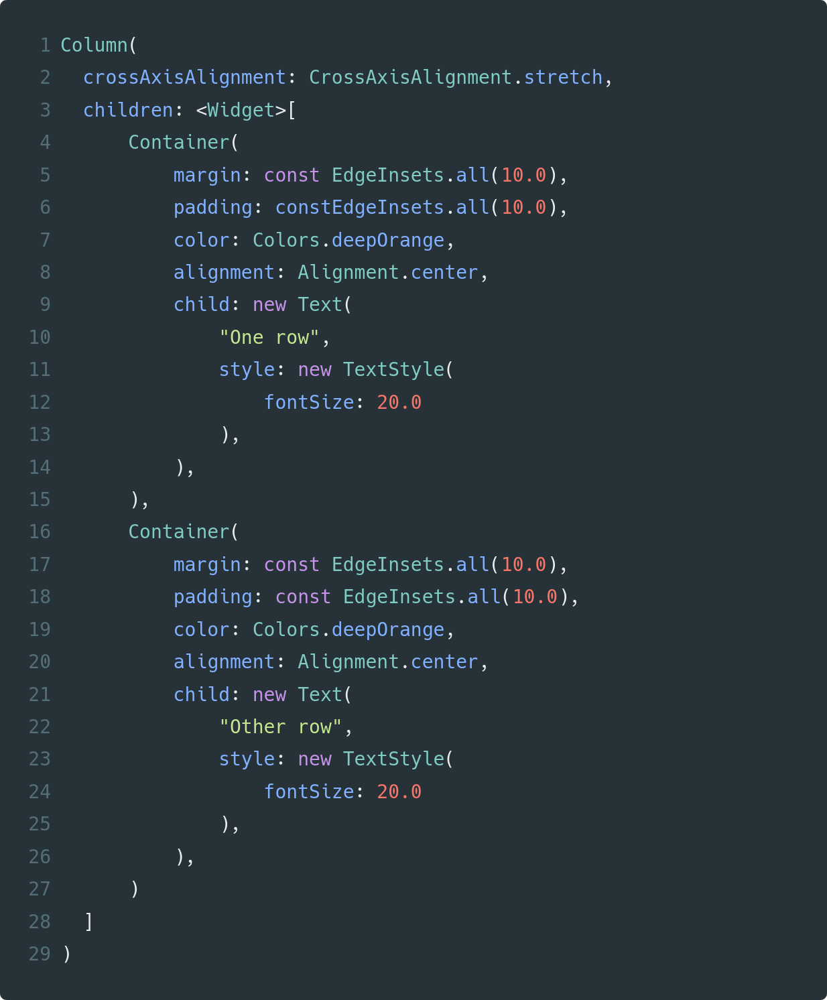 1 Column(
2   crossAxisAlignment: CrossAxisAlignment.stretch,
3   children: <Widget>[
4       Container(
5           margin: const EdgeInsets.all(10.0),
6           padding: constEdgeInsets.all(10.0),
7           color: Colors.deepOrange,
8           alignment: Alignment.center,
9           child: new Text(
10               "One row",
11               style: new TextStyle(
12                   fontSize: 20.0
13               ),
14           ),
15       ),
16       Container(
17           margin: const EdgeInsets.all(10.0),
18           padding: const EdgeInsets.all(10.0),
19           color: Colors.deepOrange,
20           alignment: Alignment.center,
21           child: new Text(
22               "Other row",
23               style: new TextStyle(
24                   fontSize: 20.0
25               ),
26           ),
27       )
28   ]
29 )